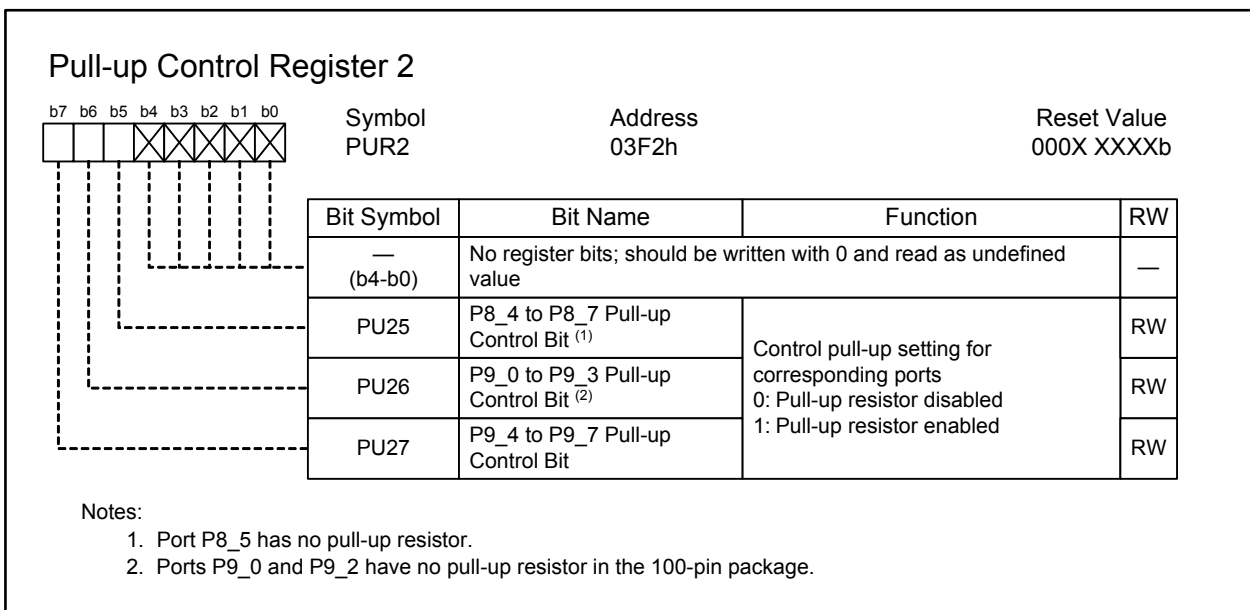 Pull-up Control Register 2
b7 b6 b5 b4 b3 b2 b1 b0
Symbol Address Reset Value
PUR2 03F2h 000X XXXXb
Bit Symbol Bit Name Function RW
—
(b4-b0)
No register bits; should be written with 0 and read as undefined
value
—
PU25
P8_4 to P8_7 Pull-up
Control Bit (1)
Control pull-up setting for
corresponding ports
0: Pull-up resistor disabled
1: Pull-up resistor enabled
RW
PU26
P9_0 to P9_3 Pull-up
Control Bit (2)
RW
PU27
P9_4 to P9_7 Pull-up
Control Bit
RW
Notes:
1. Port P8_5 has no pull-up resistor.
2. Ports P9_0 and P9_2 have no pull-up resistor in the 100-pin package.